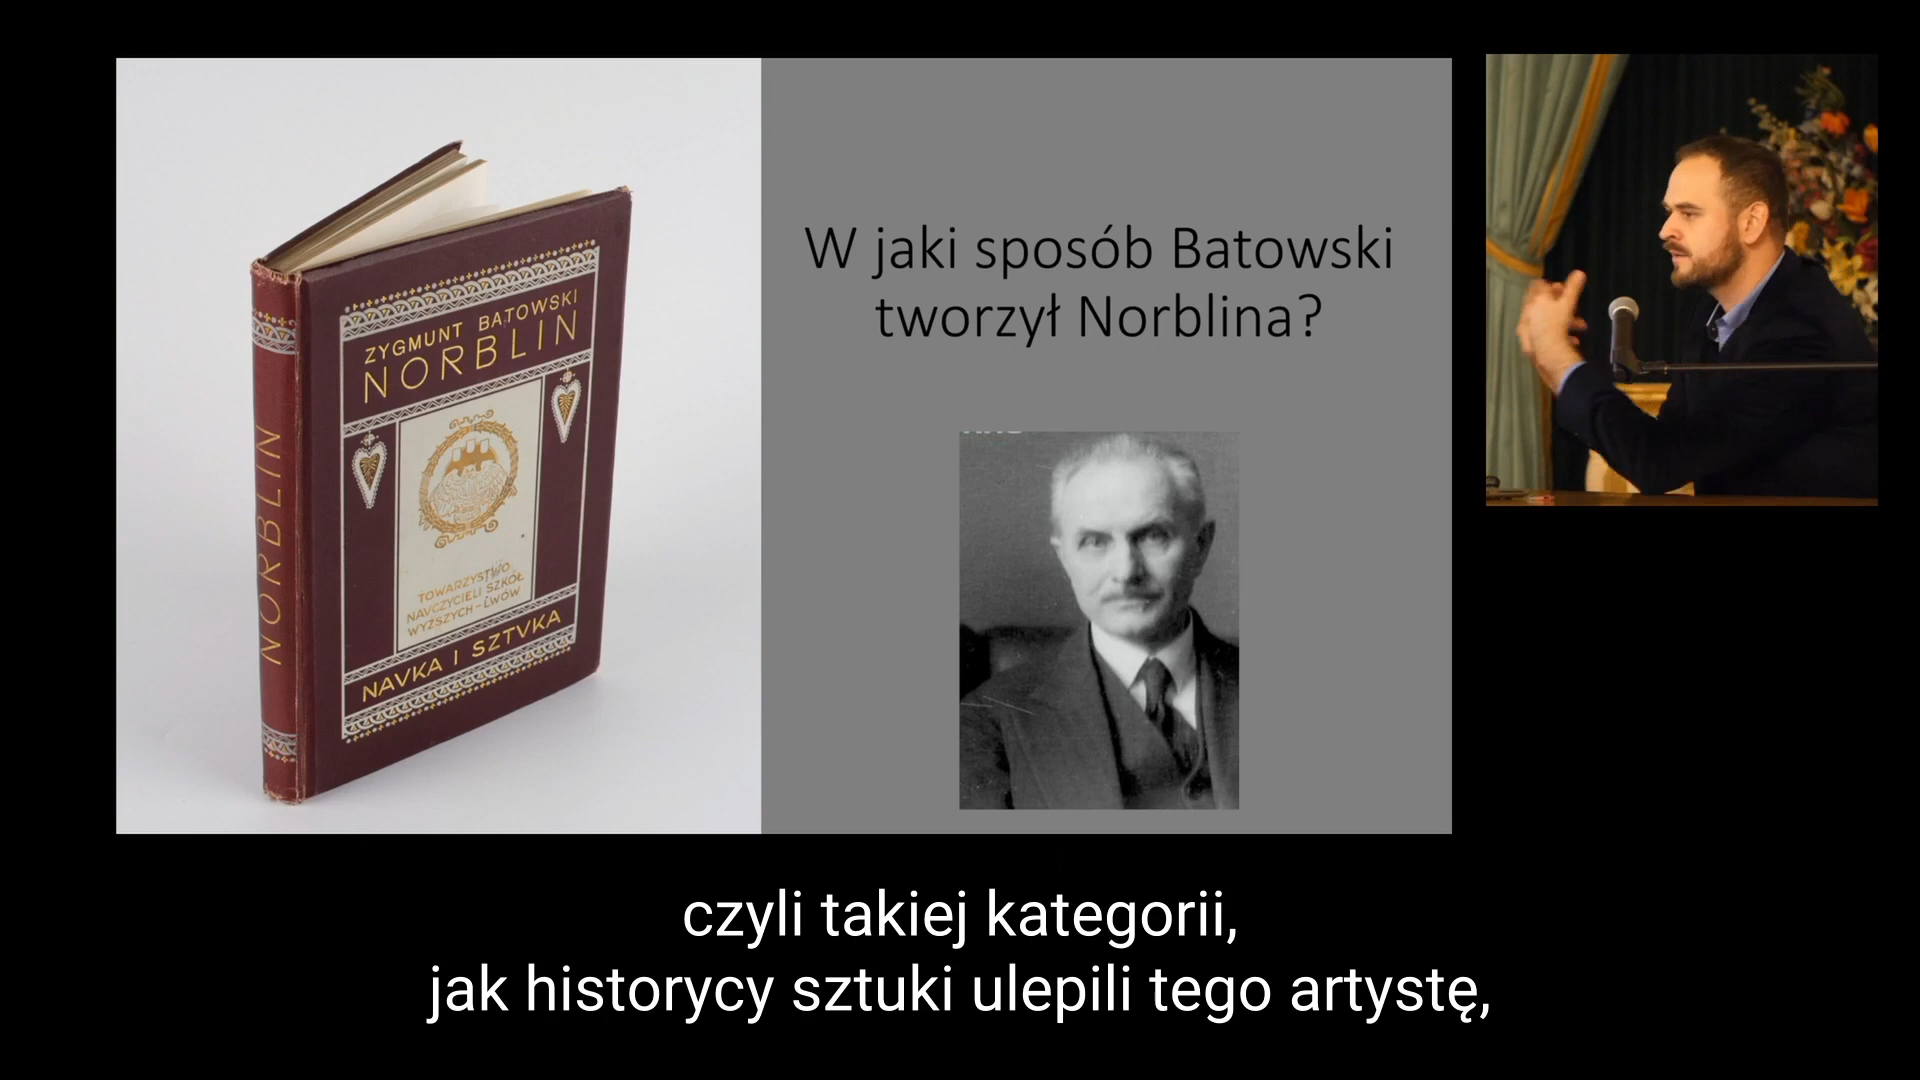 ZYGMUNT BATOWSKI
NORBLIN
TOWARZYSTWO
NAVCZYCIELI SZKÓŁ
WYŻSZYCH – LWÓW
NAVKA I SZTVKA
NORBLIN
W jaki sposób Batowski
tworzył Norblina?
czyli takiej kategorii,
jak historycy sztuki ulepili tego artystę,